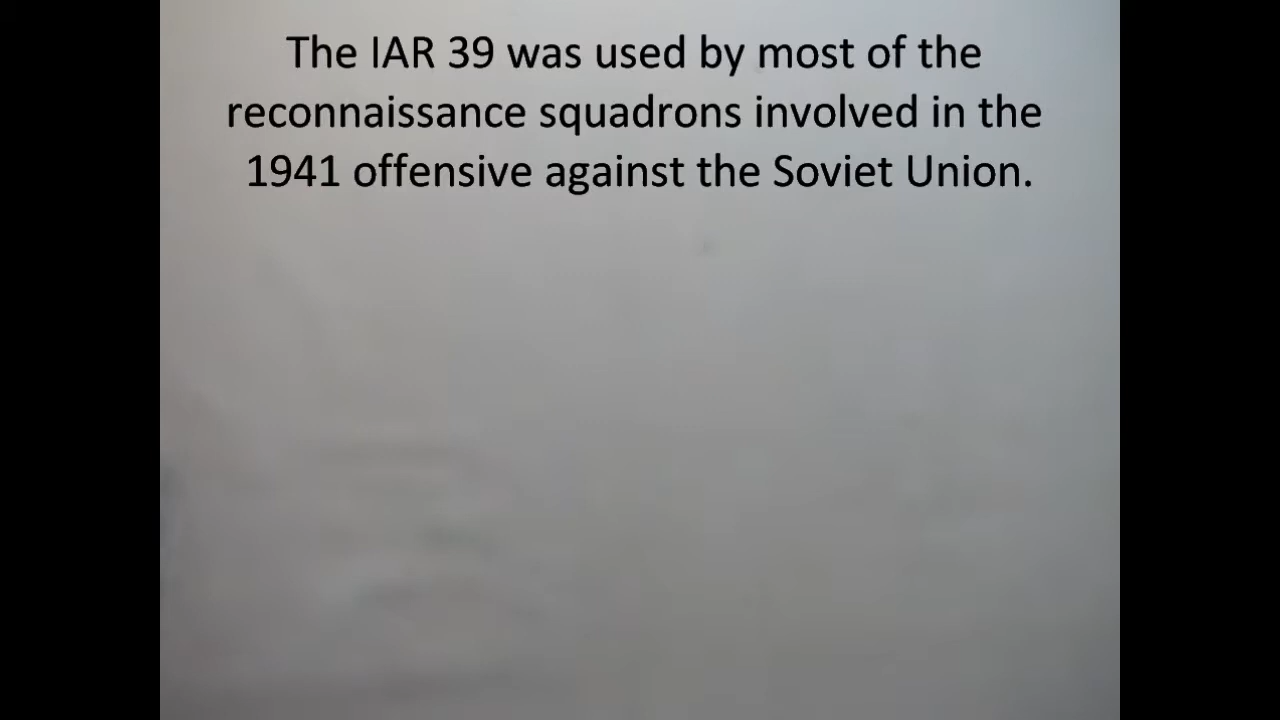 The IAR 39 was used by most of the
reconnaissance squadrons involved in the
1941 offensive against the Soviet Union.